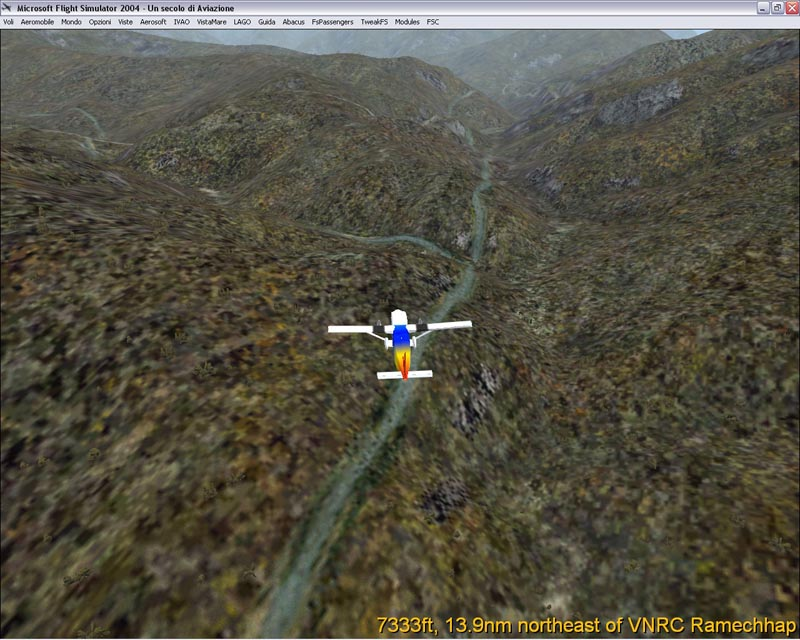 Microsoft Flight Simulator 2004 - Un secolo di Aviazione
Voli Aeromobile Mondo Opzioni Viste Aerosoft IVAO VistaMare LAGO Guida Abacus FsPassengers TweakFS Modules FSC
7333ft, 13.9nm northeast of VNRC Ramechhap